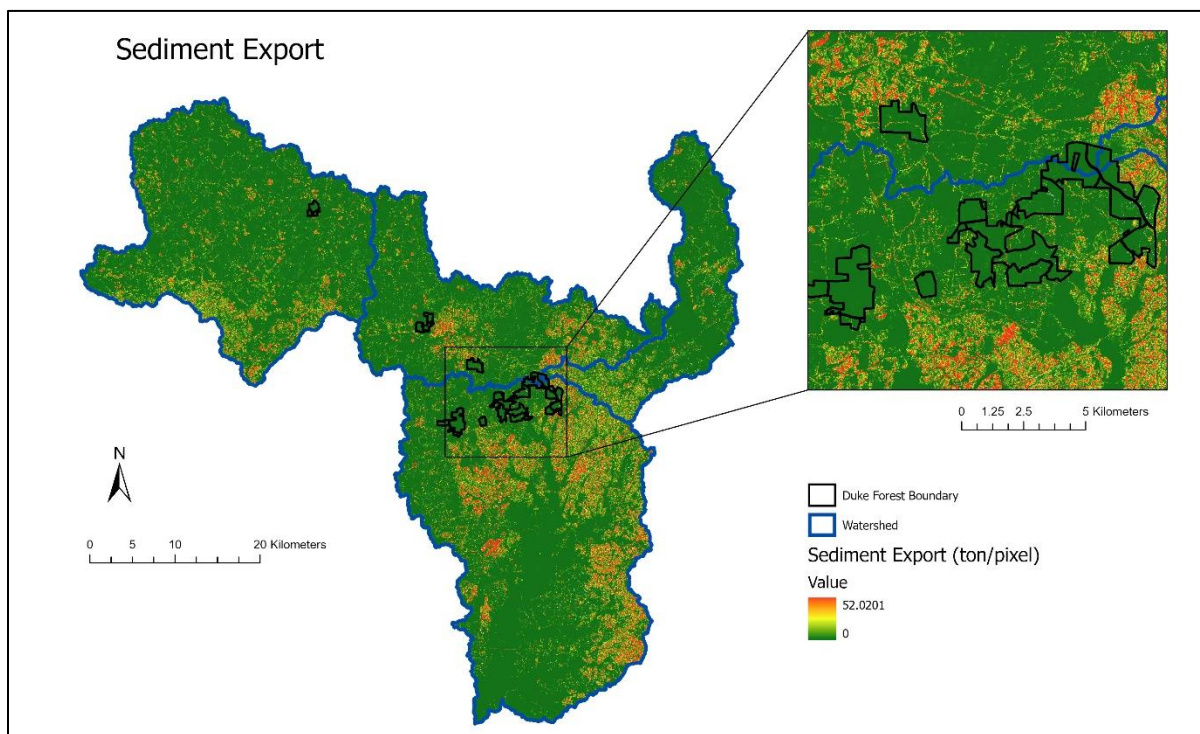 Sediment Export
N
0 5 10 20 Kilometers
0 1.25 2.5 5 Kilometers
Duke Forest Boundary
Watershed
Sediment Export (ton/pixel)
Value
52.0201
0